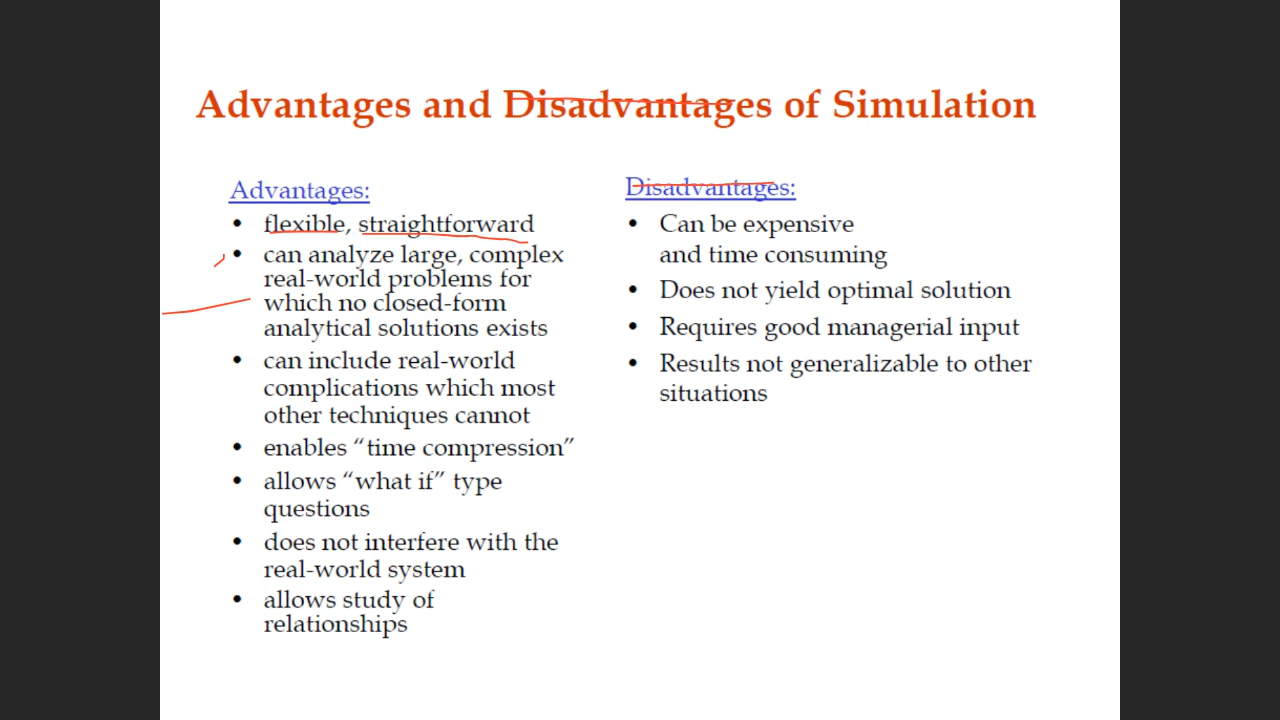 Advantages and Disadvantages of Simulation
Advantages:
• flexible, straightforward
• can analyze large, complex
real-world problems for
which no closed-form
analytical solutions exists
• can include real-world
complications which most
other techniques cannot
• enables “time compression”
• allows “what if” type
questions
• does not interfere with the
real-world system
• allows study of
relationships
Disadvantages:
• Can be expensive
and time consuming
• Does not yield optimal solution
• Requires good managerial input
• Results not generalizable to other
situations